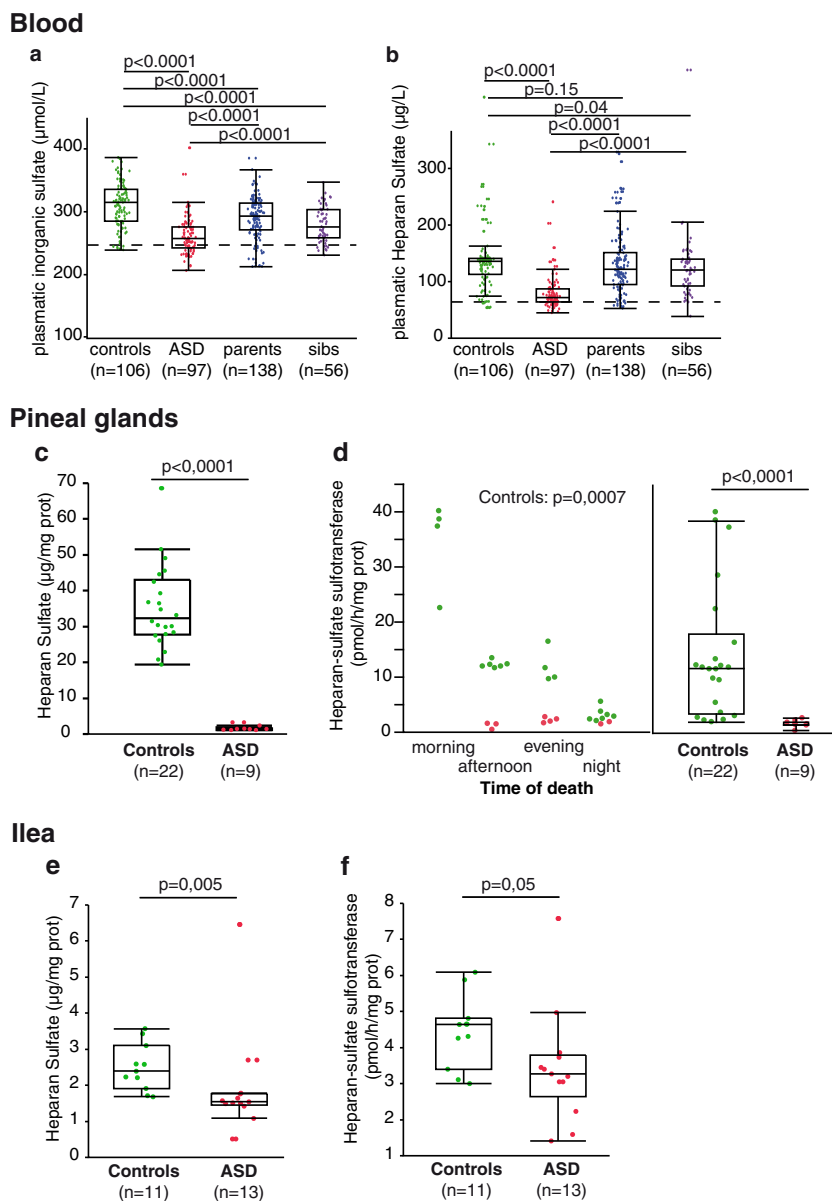 Blood
a
p<0.0001
p<0.0001
p<0.0001
p<0.0001
p<0.0001
plasmatic inorganic sulfate (µmol/L)
400
300
200
100
controls
(n=106)
ASD
(n=97)
parents
(n=138)
sibs
(n=56)
b
p<0.0001
p=0.15
p=0.04
p<0.0001
p<0.0001
plasmatic Heparan Sulfate (µg/L)
300
200
100
0
controls
(n=106)
ASD
(n=97)
parents
(n=138)
sibs
(n=56)
Pineal glands
c
p<0,0001
Heparan Sulfate (µg/mg prot)
70
60
50
40
30
20
10
0
Controls
(n=22)
ASD
(n=9)
d
Controls: p=0,0007
Heparan-sulfate sulfotransferase
(pmol/h/mg prot)
40
30
20
10
0
morning
afternoon
evening
night
Time of death
p<0,0001
Controls
(n=22)
ASD
(n=9)
Ilea
e
p=0,005
Heparan Sulfate (µg/mg prot)
7
6
5
4
3
2
1
0
Controls
(n=11)
ASD
(n=13)
f
p=0,05
Heparan-sulfate sulfotransferase
(pmol/h/mg prot)
8
7
6
5
4
3
2
1
Controls
(n=11)
ASD
(n=13)